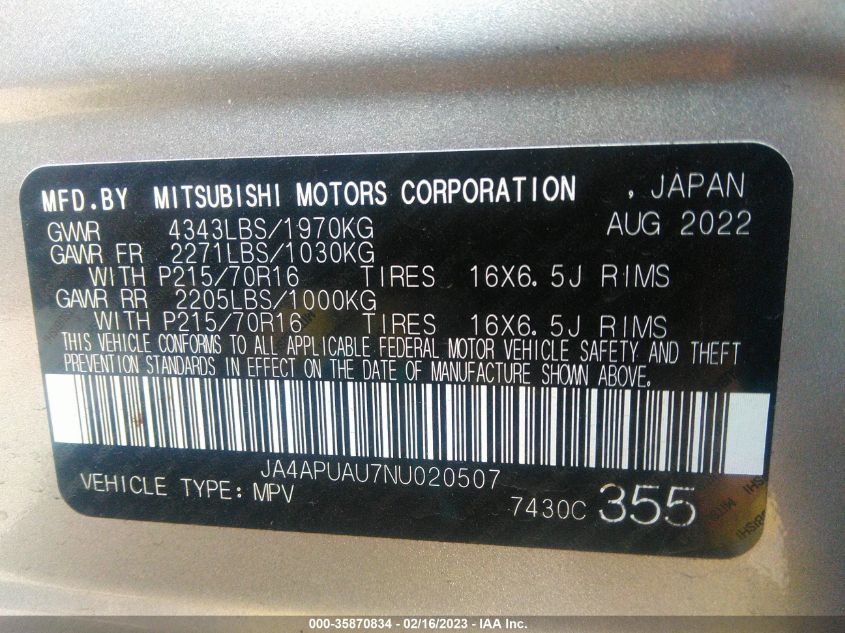 MFD.BY MITSUBISHI MOTORS CORPORATION , JAPAN
GVWR 4343LBS/1970KG AUG 2022
GAWR FR 2271LBS/1030KG
WITH P215/70R16 TIRES 16X6.5J RIMS
GAWR RR 2205LBS/1000KG
WITH P215/70R16 TIRES 16X6.5J RIMS
THIS VEHICLE CONFORMS TO ALL APPLICABLE FEDERAL MOTOR VEHICLE SAFETY AND THEFT
PREVENTION STANDARDS IN EFFECT ON THE DATE OF MANUFACTURE SHOWN ABOVE.
JA4APUAU7NU020507
VEHICLE TYPE: MPV 7430C 355
000-35870834 - 02/16/2023 - IAA Inc.